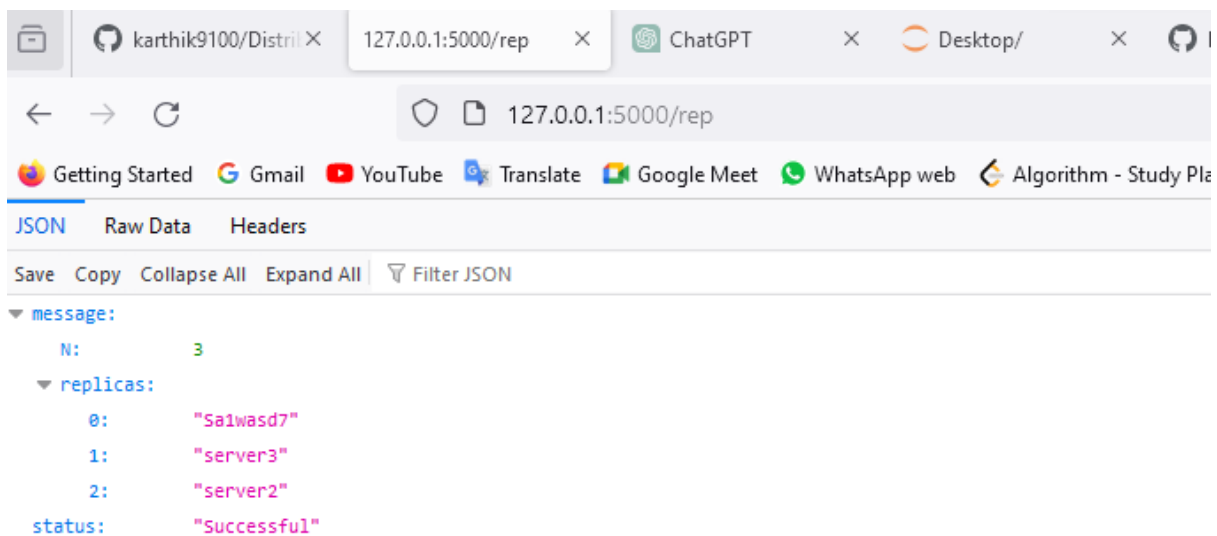 karthik9100/Distril 127.0.0.1:5000/rep ChatGPT Desktop/
127.0.0.1:5000/rep
Getting Started Gmail YouTube Translate Google Meet WhatsApp web Algorithm - Study Pla
JSON Raw Data Headers
Save Copy Collapse All Expand All Filter JSON
message:
N: 3
replicas:
0: "Sa1wasd7"
1: "server3"
2: "server2"
status: "Successful"